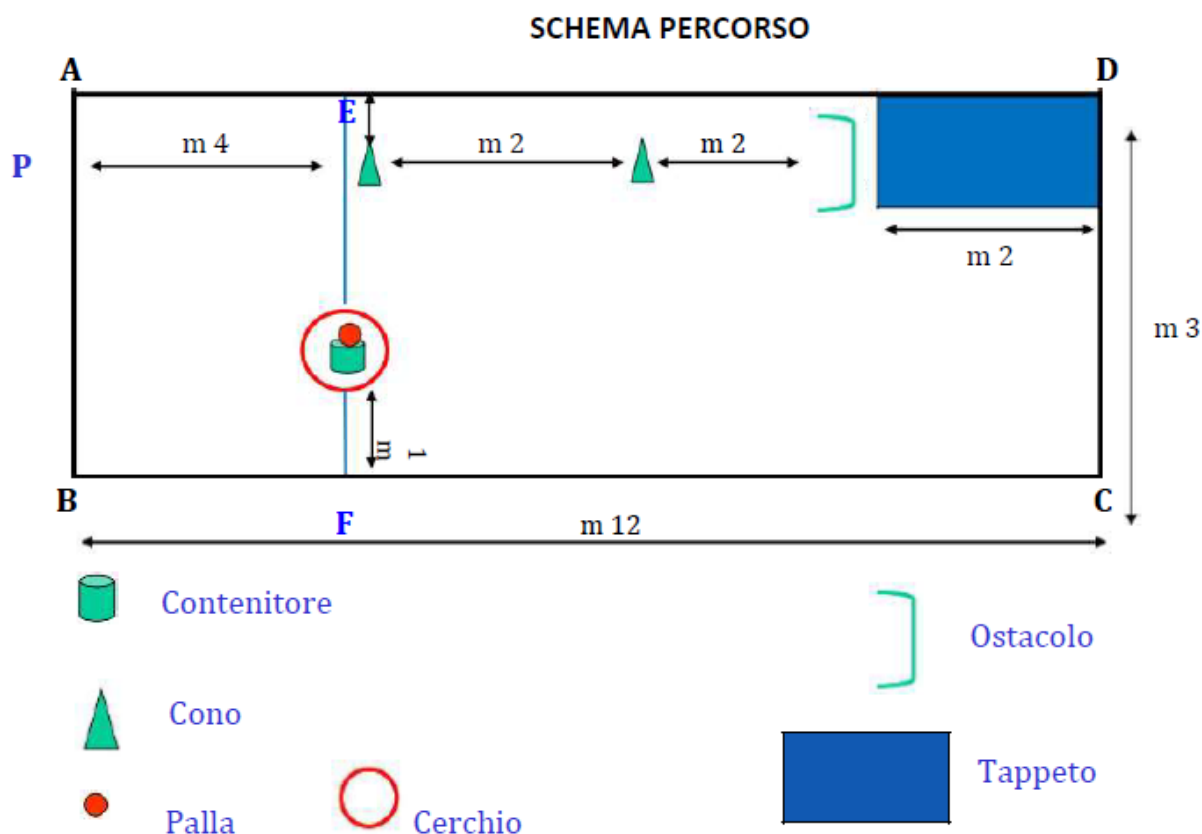 SCHEMA PERCORSO
A
D
E
P
m 4
m 2
m 2
m 2
m 3
1
m
B
F
C
m 12
Contenitore
Ostacolo
Cono
Tappeto
Palla
Cerchio